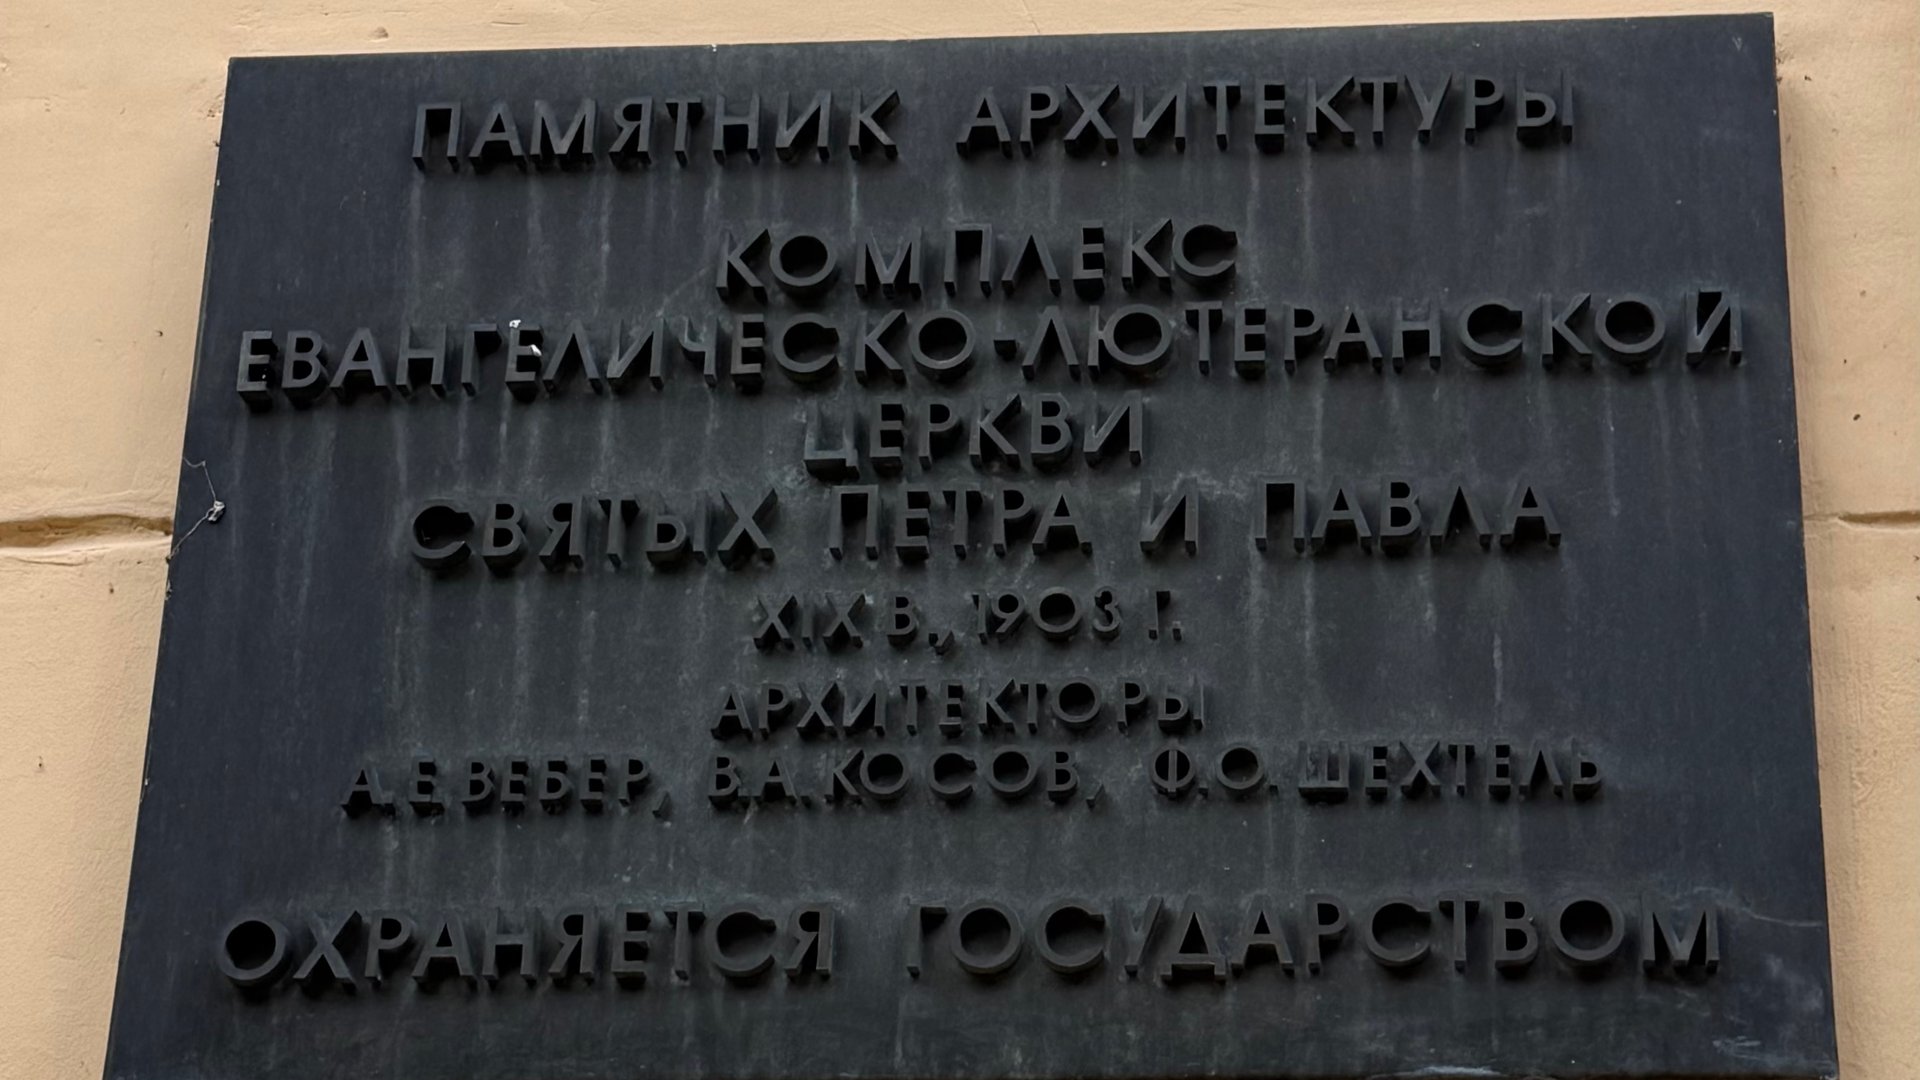 ПАМЯТНИК АРХИТЕКТУРЫ
КОМПЛЕКС
ЕВАНГЕЛИЧЕСКО-ЛЮТЕРАНСКОЙ
ЦЕРКВИ
СВЯТЫХ ПЕТРА И ПАВЛА
XIX В., 1903 Г.
АРХИТЕКТОРЫ
А.Е.ВЕБЕР, В.А.КОСОВ, Ф.О.ШЕХТЕЛЬ
ОХРАНЯЕТСЯ ГОСУДАРСТВОМ